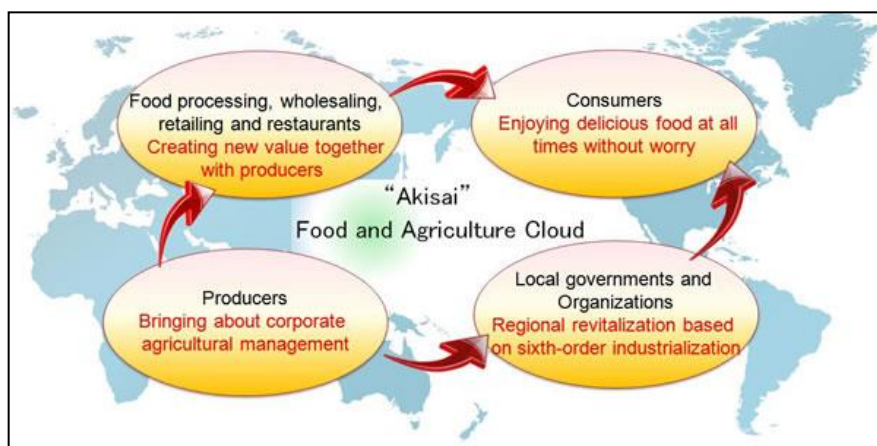 Food processing, wholesaling,
retailing and restaurants
Creating new value together
with producers
Consumers
Enjoying delicious food at all
times without worry
“Akisai”
Food and Agriculture Cloud
Producers
Bringing about corporate
agricultural management
Local governments and
Organizations
Regional revitalization based
on sixth-order industrialization